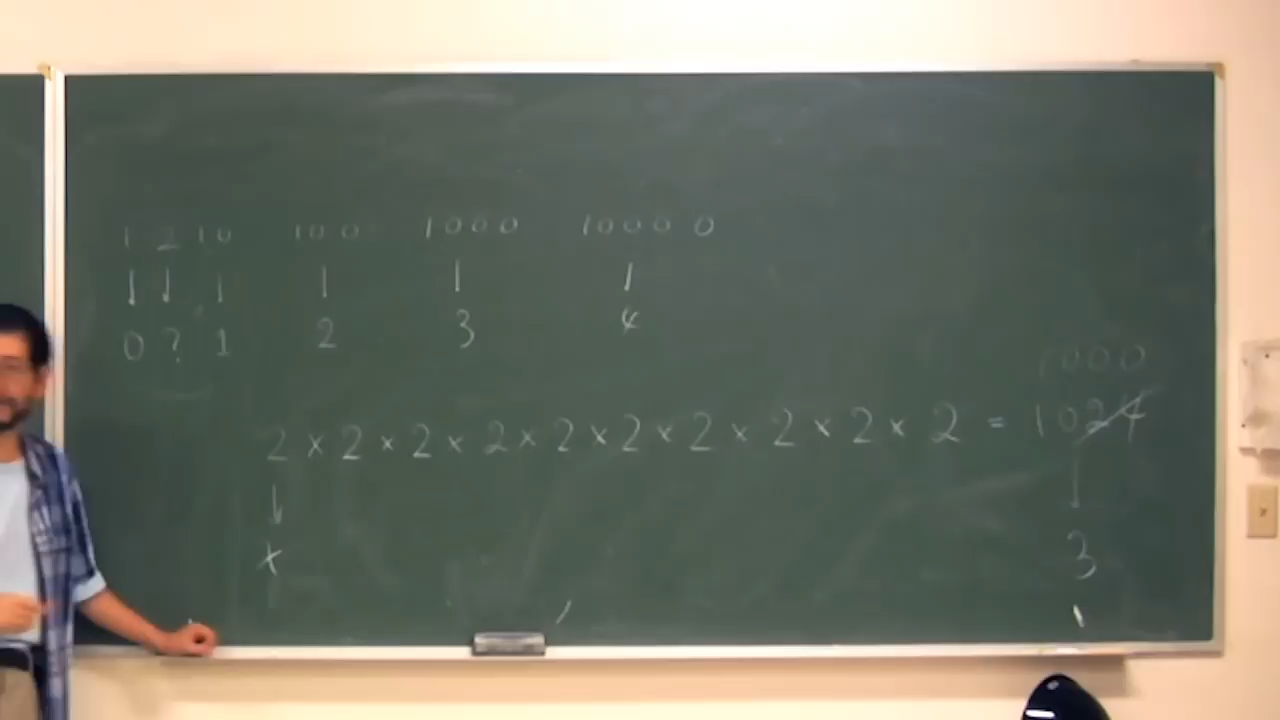 1 2 10 100 1000 10000
↓ ↓ | | | |
0 ? 1 2 3 4
1000
2 × 2 × 2 × 2 × 2 × 2 × 2 × 2 × 2 × 2 = 1024
↓ |
x 3